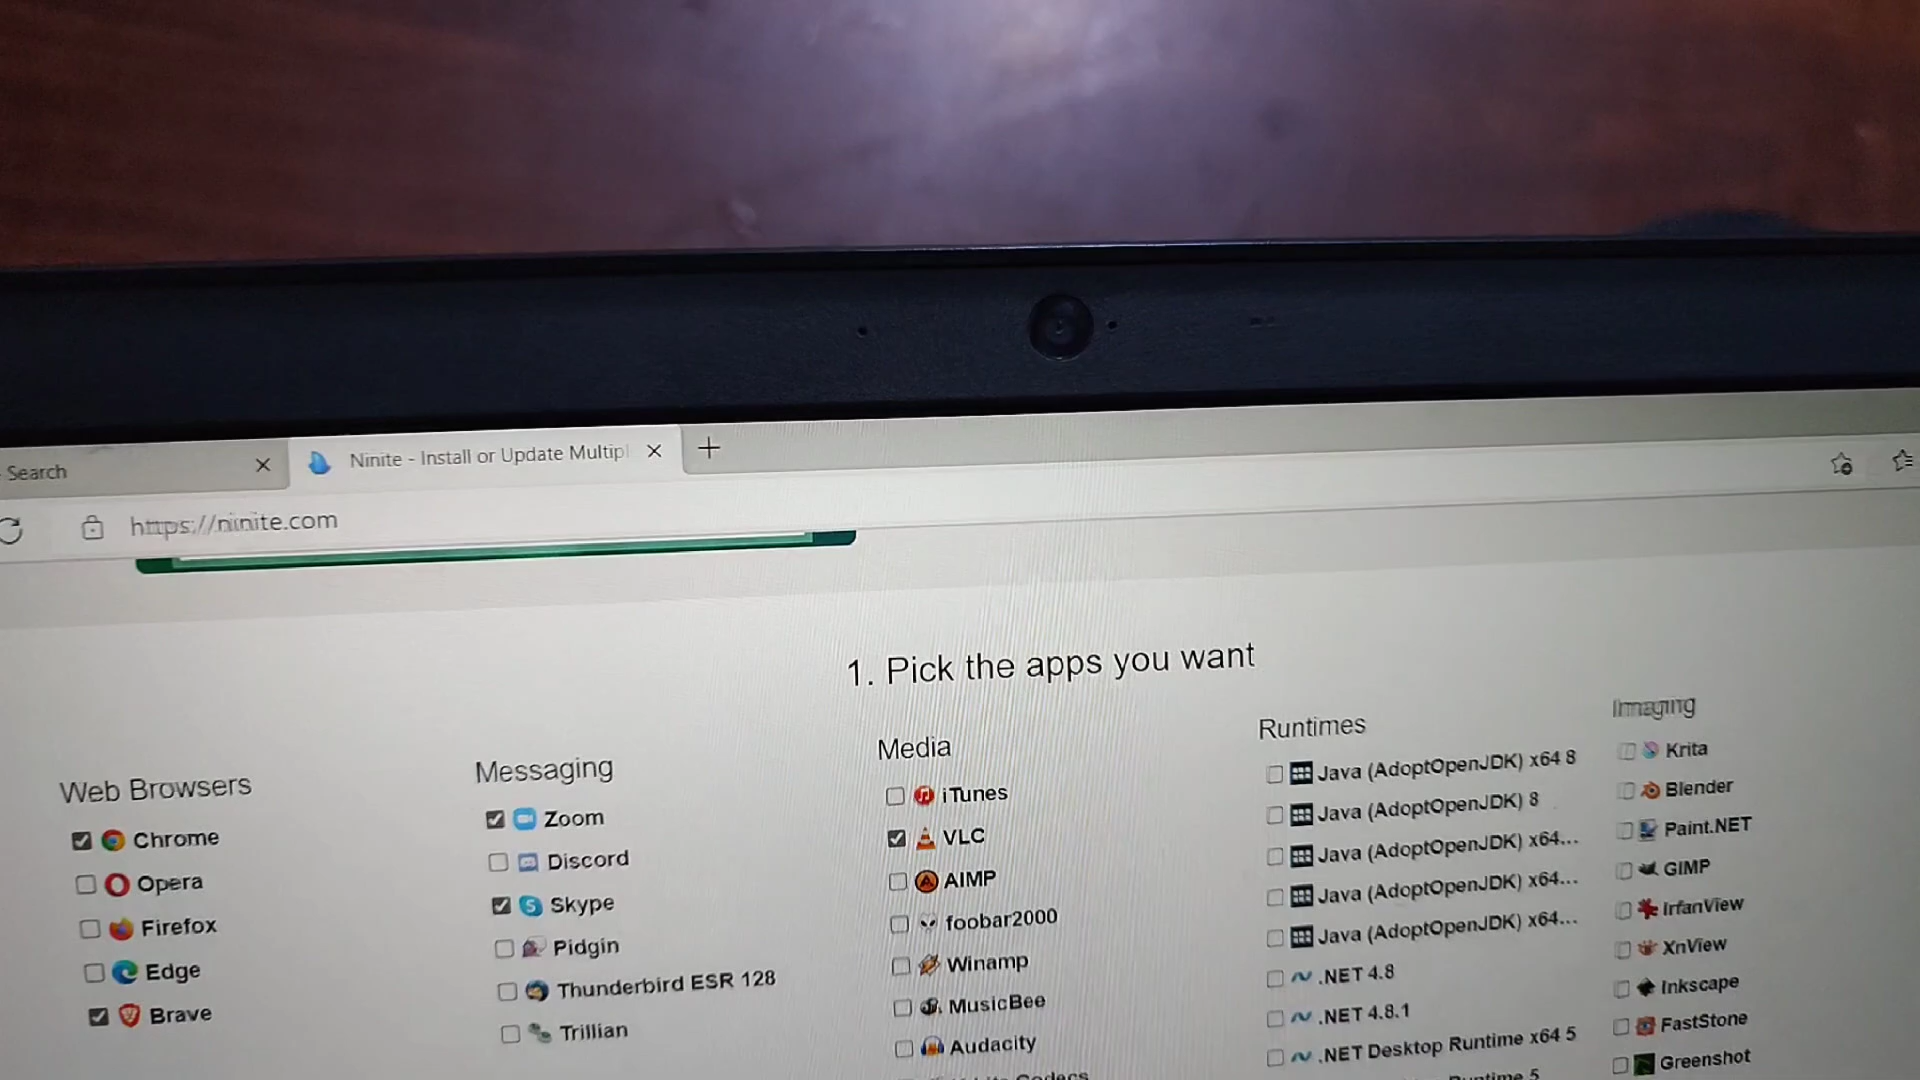 Search
Ninite - Install or Update Multipl
https://ninite.com
1. Pick the apps you want
Web Browsers
Chrome
Opera
Firefox
Edge
Brave
Messaging
Zoom
Discord
Skype
Pidgin
Thunderbird ESR 128
Trillian
Media
iTunes
VLC
AIMP
foobar2000
Winamp
MusicBee
Audacity
Codecs
Runtimes
Java (AdoptOpenJDK) x64 8
Java (AdoptOpenJDK) 8
Java (AdoptOpenJDK) x64...
Java (AdoptOpenJDK) x64...
Java (AdoptOpenJDK) x64...
.NET 4.8
.NET 4.8.1
.NET Desktop Runtime x64 5
Imaging
Krita
Blender
Paint.NET
GIMP
IrfanView
XnView
Inkscape
FastStone
Greenshot